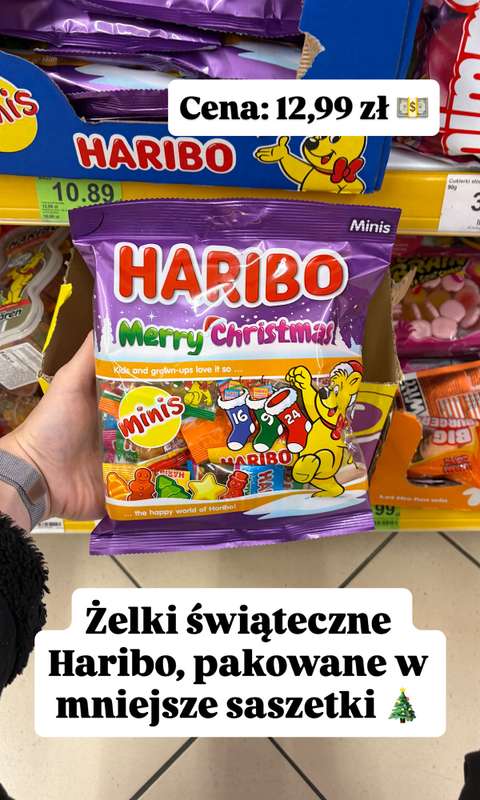 Cena: 12,99 zł 💵
HARIBO
10.89
Minis
HARIBO
Merry Christmas
Kids and grown-ups love it so ...
Minis
16
9
24
HARIBO
... the happy world of Haribo!
Żelki świąteczne
Haribo, pakowane w
mniejsze saszetki 🎄